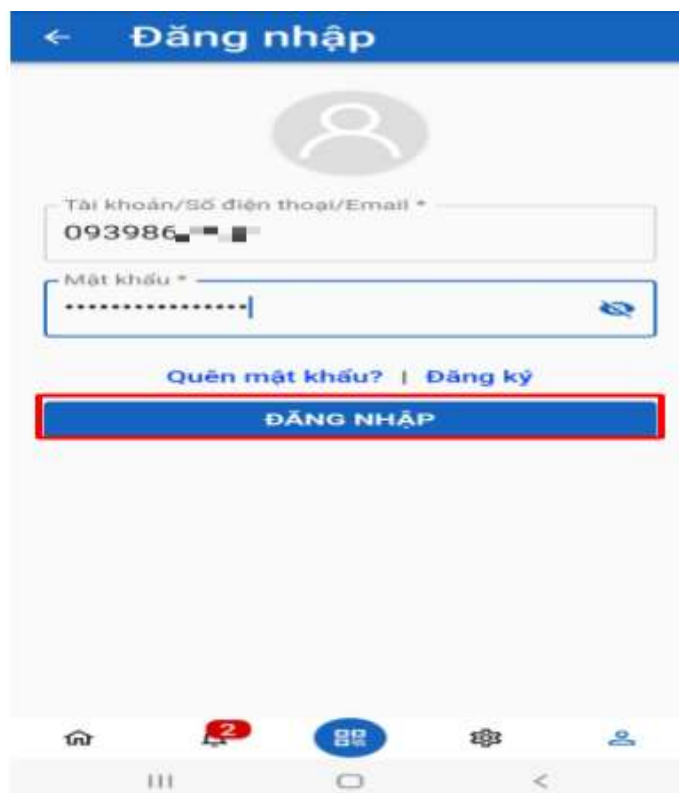 Đăng nhập
Tài khoản/Số điện thoại/Email *
093986
Mật khẩu *
••••••••••••••••
Quên mật khẩu? | Đăng ký
ĐĂNG NHẬP
2